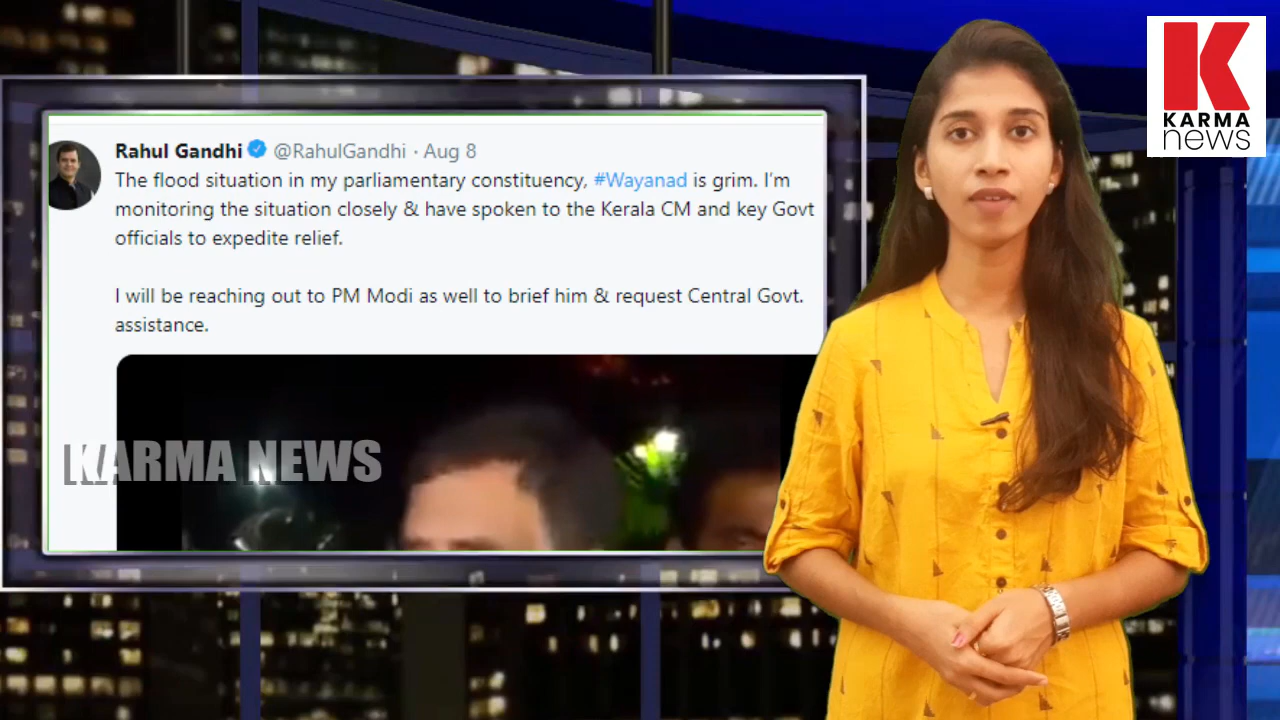 Rahul Gandhi @RahulGandhi · Aug 8
The flood situation in my parliamentary constituency, #Wayanad is grim. I'm
monitoring the situation closely & have spoken to the Kerala CM and key Govt
officials to expedite relief.
I will be reaching out to PM Modi as well to brief him & request Central Govt.
assistance.
KARMA NEWS
K
KARMA
news